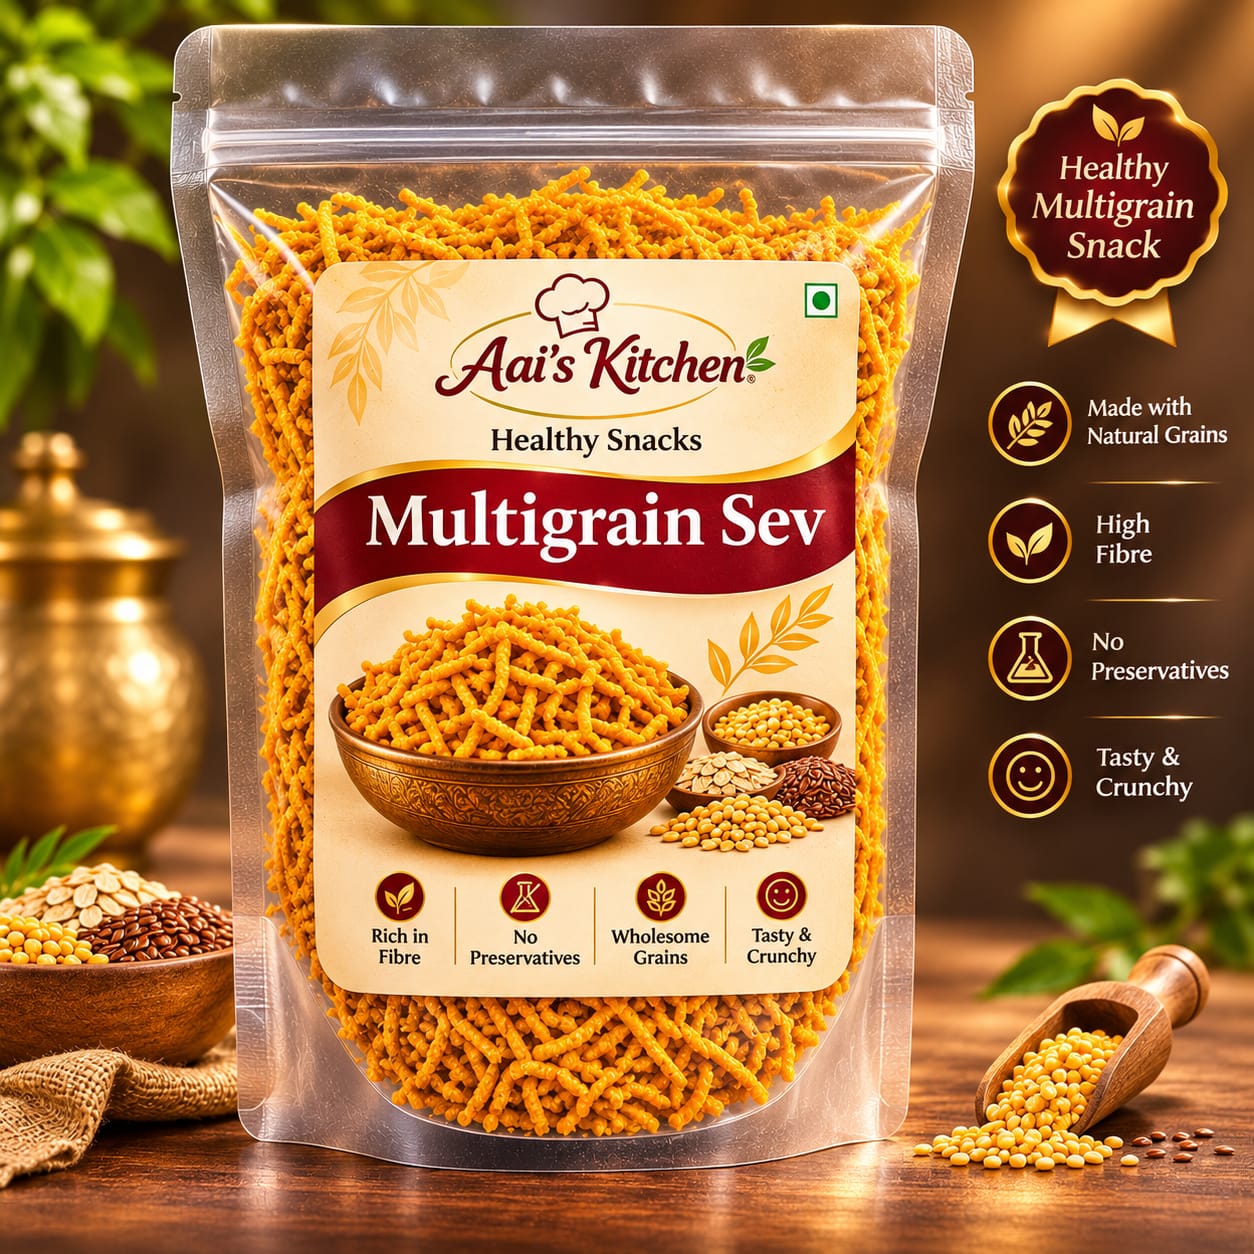 Aai's Kitchen®
Healthy Snacks
Multigrain Sev
Rich in
Fibre
No
Preservatives
Wholesome
Grains
Tasty &
Crunchy
Healthy
Multigrain
Snack
Made with
Natural Grains
High
Fibre
No
Preservatives
Tasty &
Crunchy